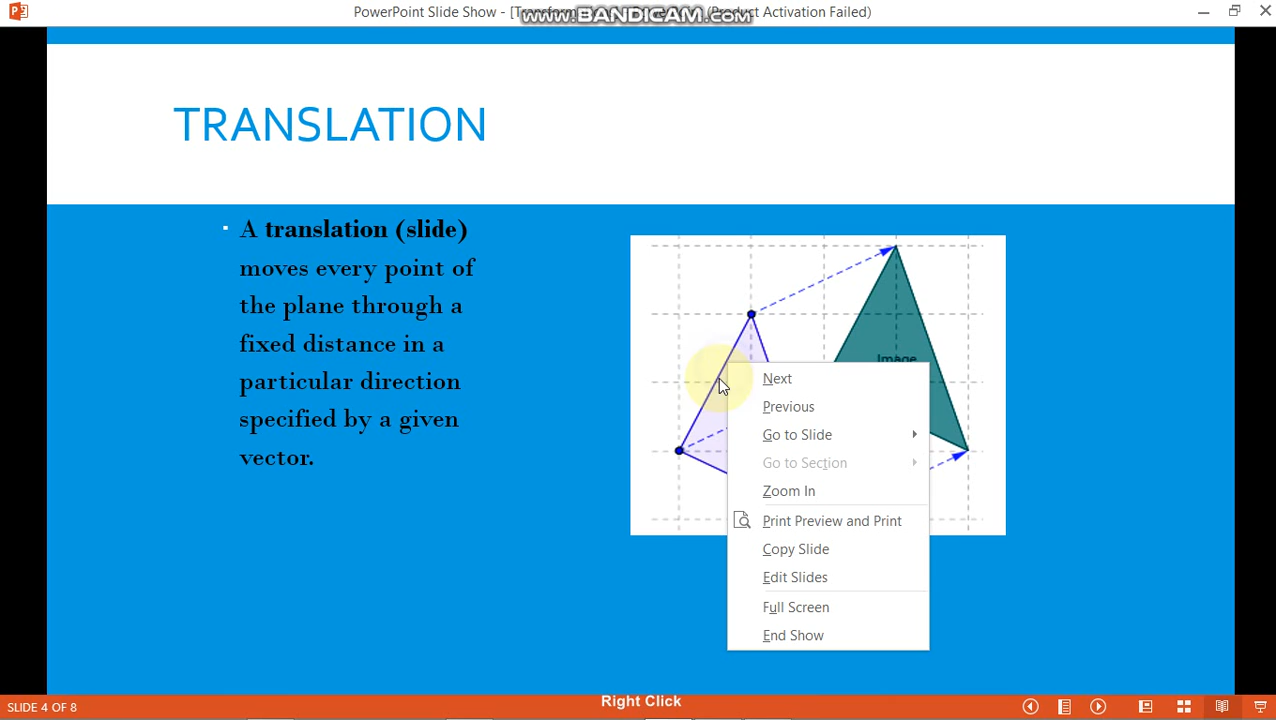 PowerPoint Slide Show - [Transform
www.BANDICAM.com
(Product Activation Failed)
TRANSLATION
▪ A translation (slide)
moves every point of
the plane through a
fixed distance in a
particular direction
specified by a given
vector.
Image
Next
Previous
Go to Slide
Go to Section
Zoom In
Print Preview and Print
Copy Slide
Edit Slides
Full Screen
End Show
Right Click
SLIDE 4 OF 8